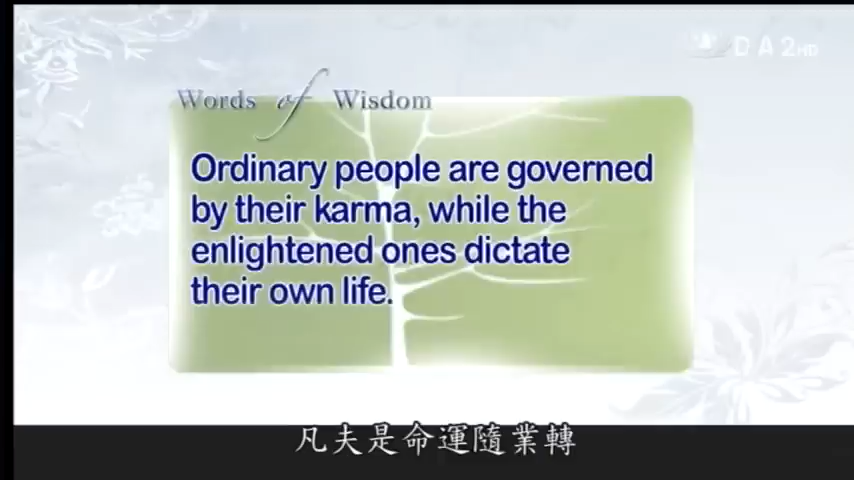 DA2HD
Words of Wisdom
Ordinary people are governed
by their karma, while the
enlightened ones dictate
their own life.
凡夫是命運隨業轉